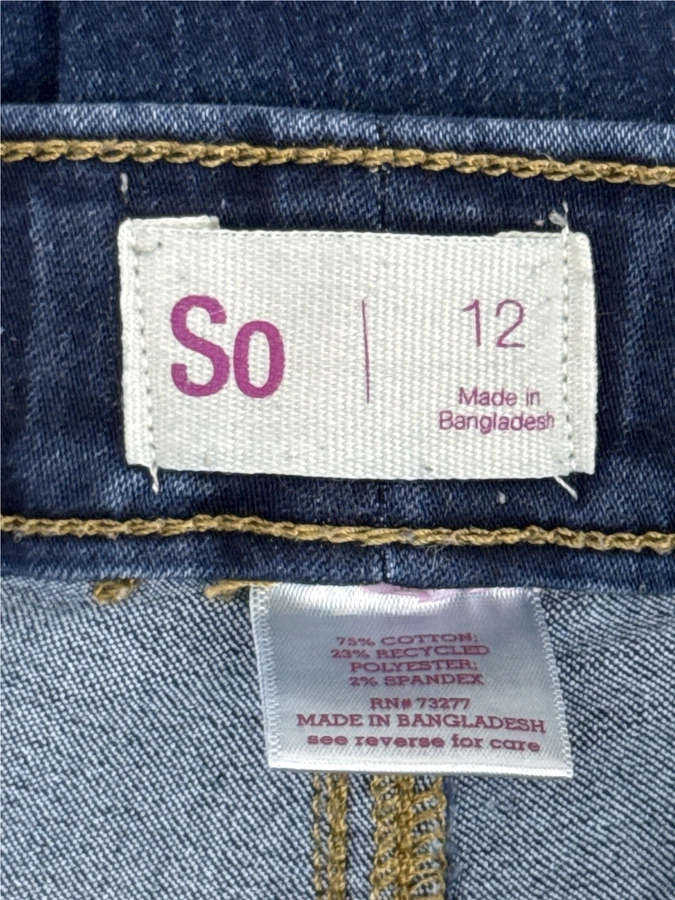 So
12
Made in
Bangladesh
75% COTTON;
23% RECYCLED
POLYESTER;
2% SPANDEX
RN# 73277
MADE IN BANGLADESH
see reverse for care